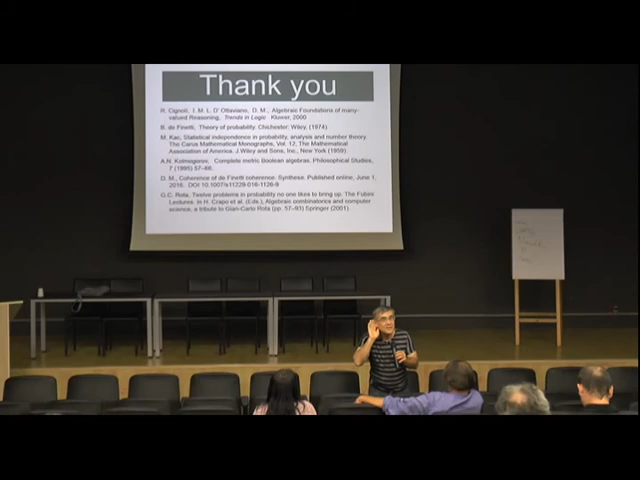 Thank you
R. Cignoli, I. M. L. D' Ottaviano, D. M., Algebraic Foundations of many-
valued Reasoning, Trends in Logic Kluwer, 2000
B. de Finetti, Theory of probability. Chichester: Wiley. (1974)
M. Kac, Statistical independence in probability, analysis and number theory.
The Carus Mathematical Monographs, Vol. 12, The Mathematical
Association of America. J.Wiley and Sons, Inc., New York (1959).
A.N. Kolmogorov. Complete metric Boolean algebras. Philosophical Studies,
7 (1995) 57–66.
D. M., Coherence of de Finetti coherence. Synthese. Published online, June 1,
2016. DOI 10.1007/s11229-016-1126-8
G.C. Rota, Twelve problems in probability no one likes to bring up. The Fubini
Lectures. In H. Crapo et al. (Eds.), Algebraic combinatorics and computer
science, a tribute to Gian-Carlo Rota (pp. 57–93) Springer (2001)